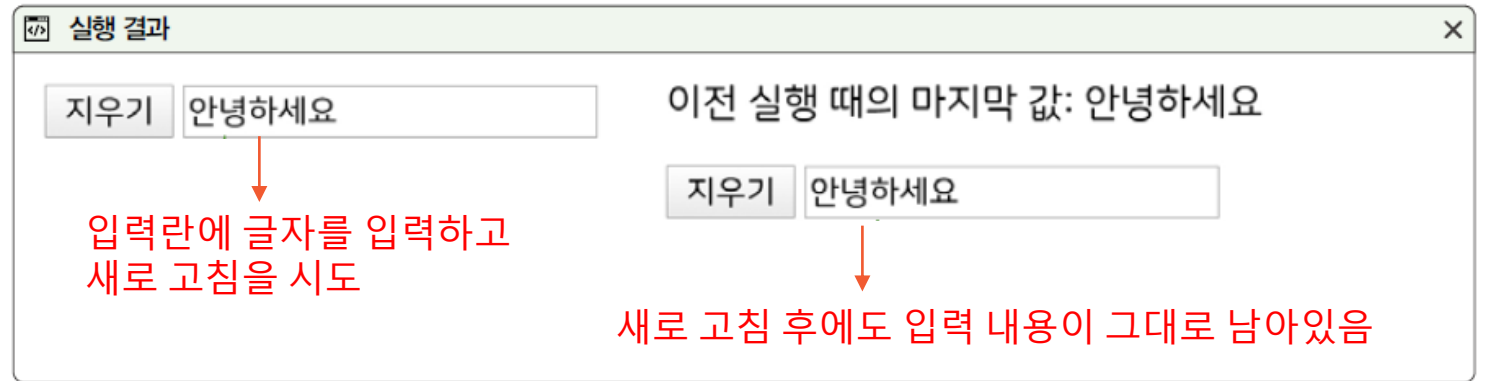 실행 결과
지우기 안녕하세요
입력란에 글자를 입력하고
새로 고침을 시도
이전 실행 때의 마지막 값: 안녕하세요
지우기 안녕하세요
새로 고침 후에도 입력 내용이 그대로 남아있음